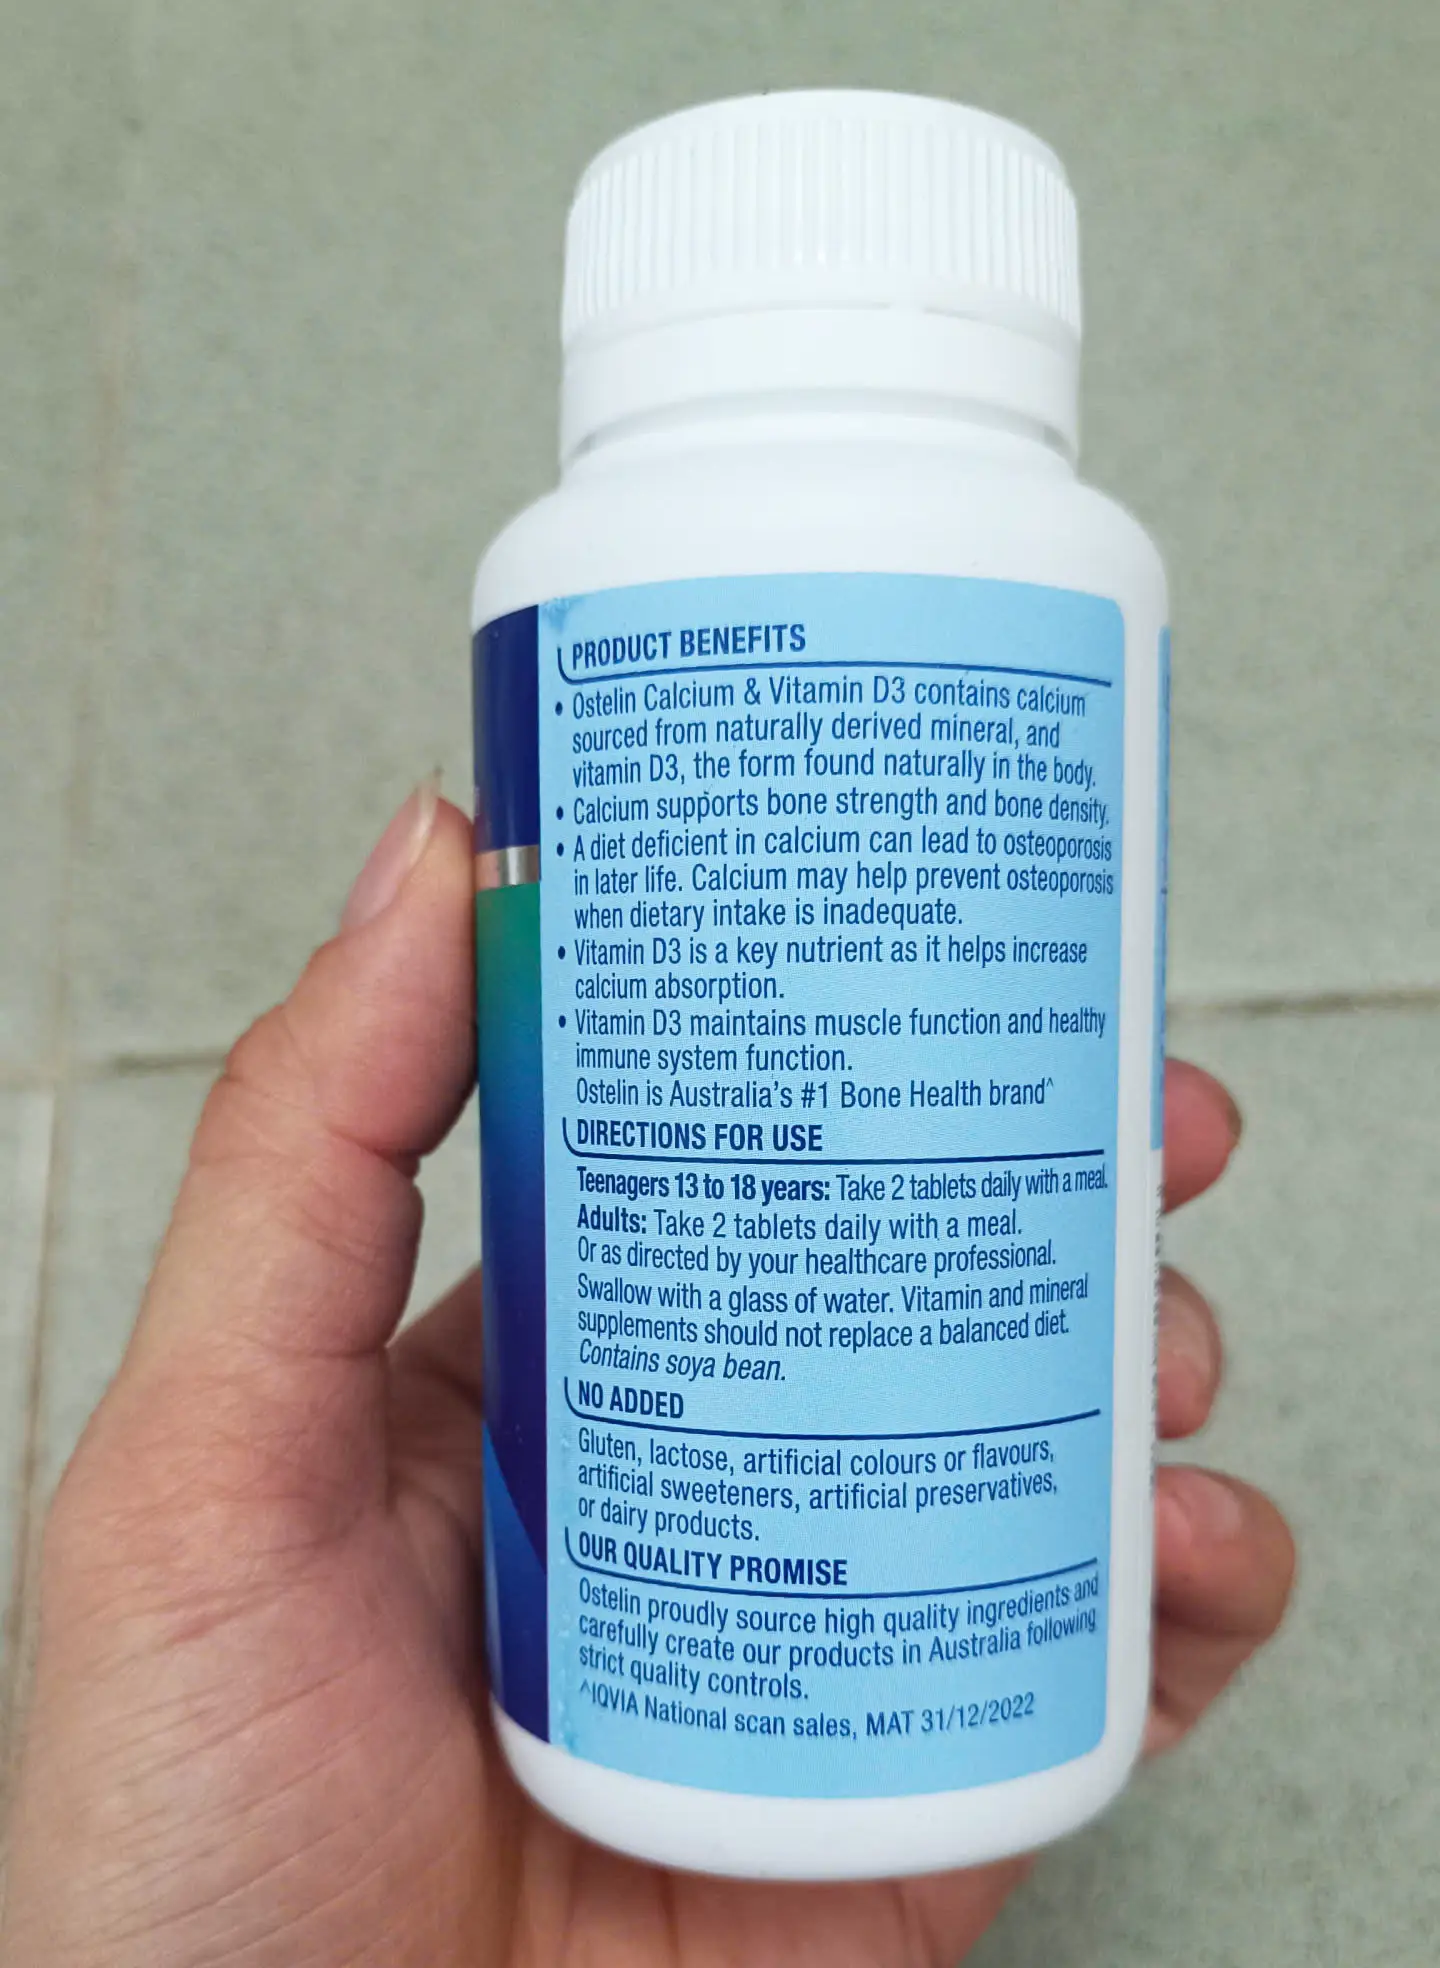 PRODUCT BENEFITS
• Ostelin Calcium & Vitamin D3 contains calcium
sourced from naturally derived mineral, and
vitamin D3, the form found naturally in the body.
• Calcium supports bone strength and bone density.
• A diet deficient in calcium can lead to osteoporosis
in later life. Calcium may help prevent osteoporosis
when dietary intake is inadequate.
• Vitamin D3 is a key nutrient as it helps increase
calcium absorption.
• Vitamin D3 maintains muscle function and healthy
immune system function.
Ostelin is Australia's #1 Bone Health brand^
DIRECTIONS FOR USE
Teenagers 13 to 18 years: Take 2 tablets daily with a meal.
Adults: Take 2 tablets daily with a meal.
Or as directed by your healthcare professional.
Swallow with a glass of water. Vitamin and mineral
supplements should not replace a balanced diet.
Contains soya bean.
NO ADDED
Gluten, lactose, artificial colours or flavours,
artificial sweeteners, artificial preservatives,
or dairy products.
OUR QUALITY PROMISE
Ostelin proudly source high quality ingredients and
carefully create our products in Australia following
strict quality controls.
^IQVIA National scan sales, MAT 31/12/2022